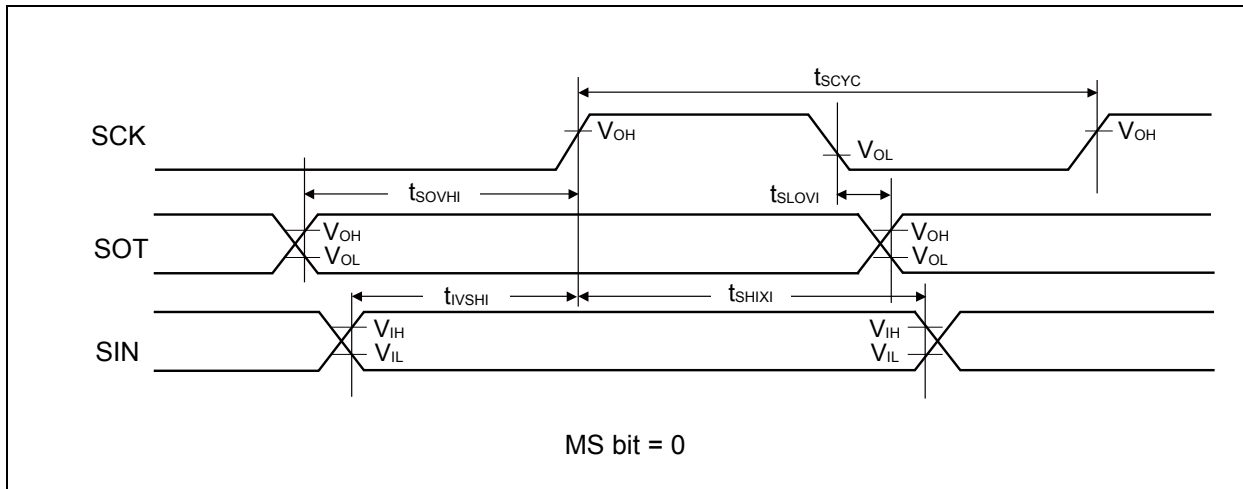 tSCYC
SCK
VOH
VOL
VOH
tSOVHI
tSLOVI
SOT
VOH
VOL
VOH
VOL
tIVSHI
tSHIXI
SIN
VIH
VIL
VIH
VIL
MS bit = 0